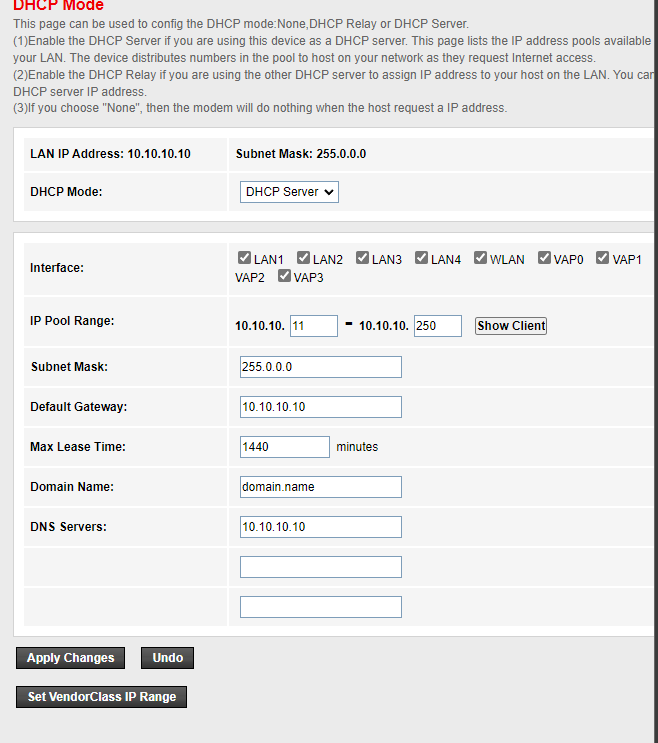 DHCP Mode
This page can be used to config the DHCP mode:None,DHCP Relay or DHCP Server.
(1)Enable the DHCP Server if you are using this device as a DHCP server. This page lists the IP address pools available
your LAN. The device distributes numbers in the pool to host on your network as they request Internet access.
(2)Enable the DHCP Relay if you are using the other DHCP server to assign IP address to your host on the LAN. You can
DHCP server IP address.
(3)If you choose "None", then the modem will do nothing when the host request a IP address.
LAN IP Address: 10.10.10.10 Subnet Mask: 255.0.0.0
DHCP Mode: DHCP Server
Interface: LAN1 LAN2 LAN3 LAN4 WLAN VAP0 VAP1
VAP2 VAP3
IP Pool Range: 10.10.10. 11 - 10.10.10. 250 Show Client
Subnet Mask: 255.0.0.0
Default Gateway: 10.10.10.10
Max Lease Time: 1440 minutes
Domain Name: domain.name
DNS Servers: 10.10.10.10
Apply Changes Undo
Set VendorClass IP Range